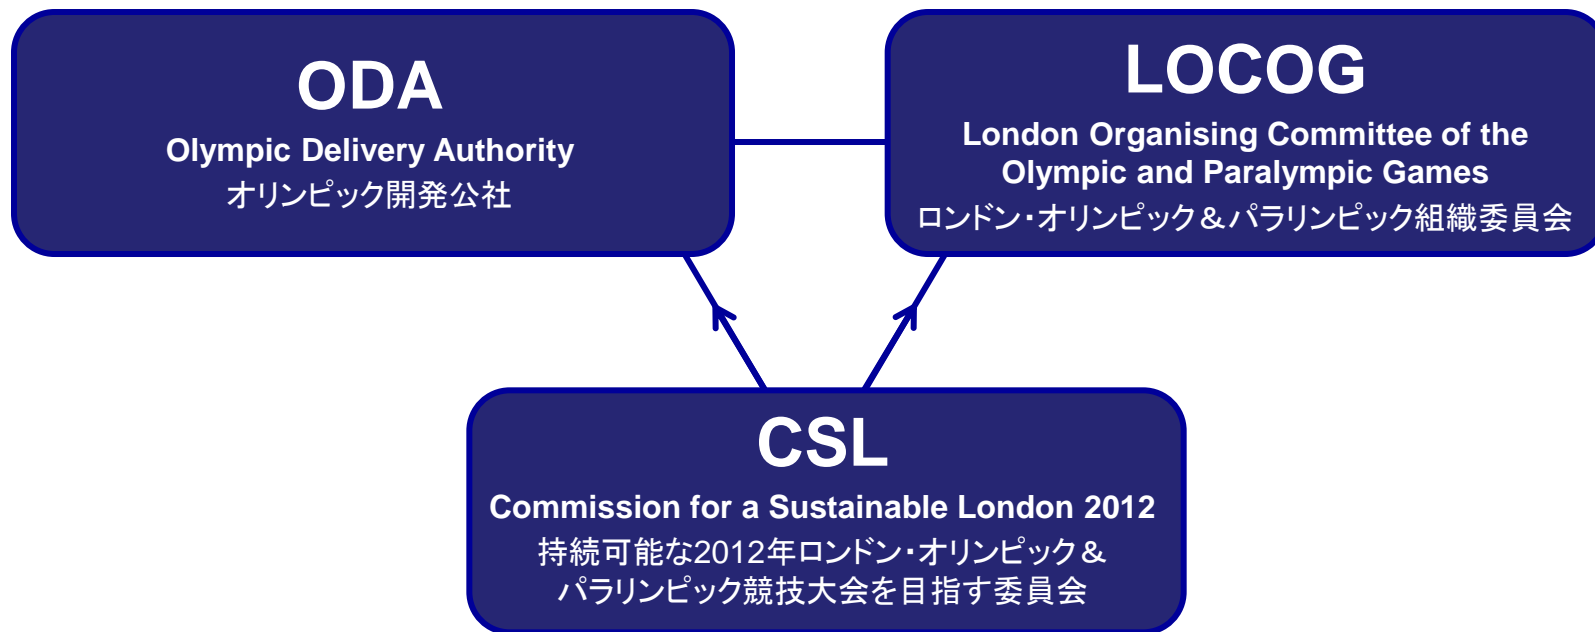 ODA
Olympic Delivery Authority
オリンピック開発公社
LOCOG
London Organising Committee of the
Olympic and Paralympic Games
ロンドン・オリンピック＆パラリンピック組織委員会
CSL
Commission for a Sustainable London 2012
持続可能な2012年ロンドン・オリンピック＆
パラリンピック競技大会を目指す委員会